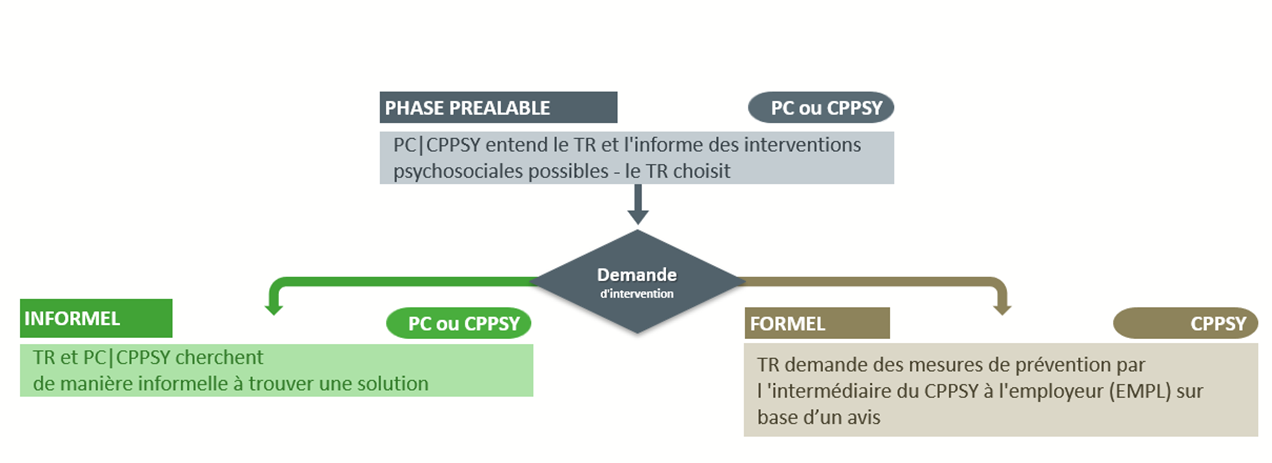 PHASE PREALABLE
PC ou CPPSY
PC|CPPSY entend le TR et l'informe des interventions
psychosociales possibles - le TR choisit
Demande
d'intervention
INFORMEL
PC ou CPPSY
TR et PC|CPPSY cherchent
de manière informelle à trouver une solution
FORMEL
CPPSY
TR demande des mesures de prévention par
l 'intermédiaire du CPPSY à l'employeur (EMPL) sur
base d’un avis